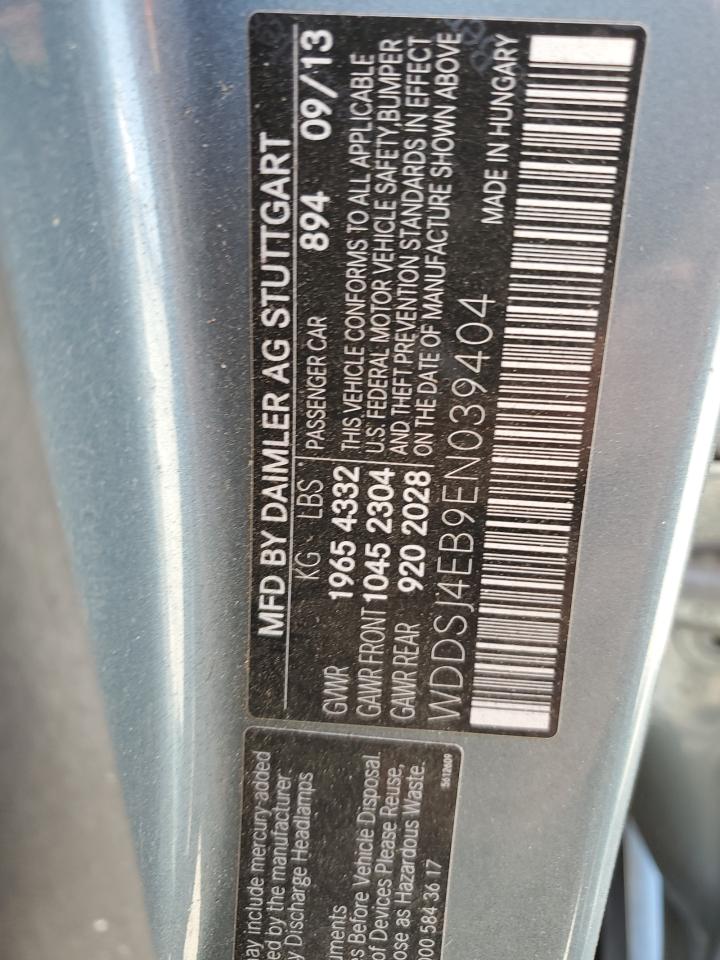 MFD BY DAIMLER AG STUTTGART
KG - LBS
GVWR 1965 4332
GAWR FRONT 1045 2304
GAWR REAR 920 2028
PASSENGER CAR 894 09/13
THIS VEHICLE CONFORMS TO ALL APPLICABLE
U.S. FEDERAL MOTOR VEHICLE SAFETY, BUMPER
AND THEFT PREVENTION STANDARDS IN EFFECT
ON THE DATE OF MANUFACTURE SHOWN ABOVE
WDDSJ4EB9EN039404
MADE IN HUNGARY
may include mercury-added
ed by the manufacturer
y Discharge Headlamps
uments
s Before Vehicle Disposal.
of Devices Please Reuse,
ose as Hazardous Waste.
000 584 36 17
5612609